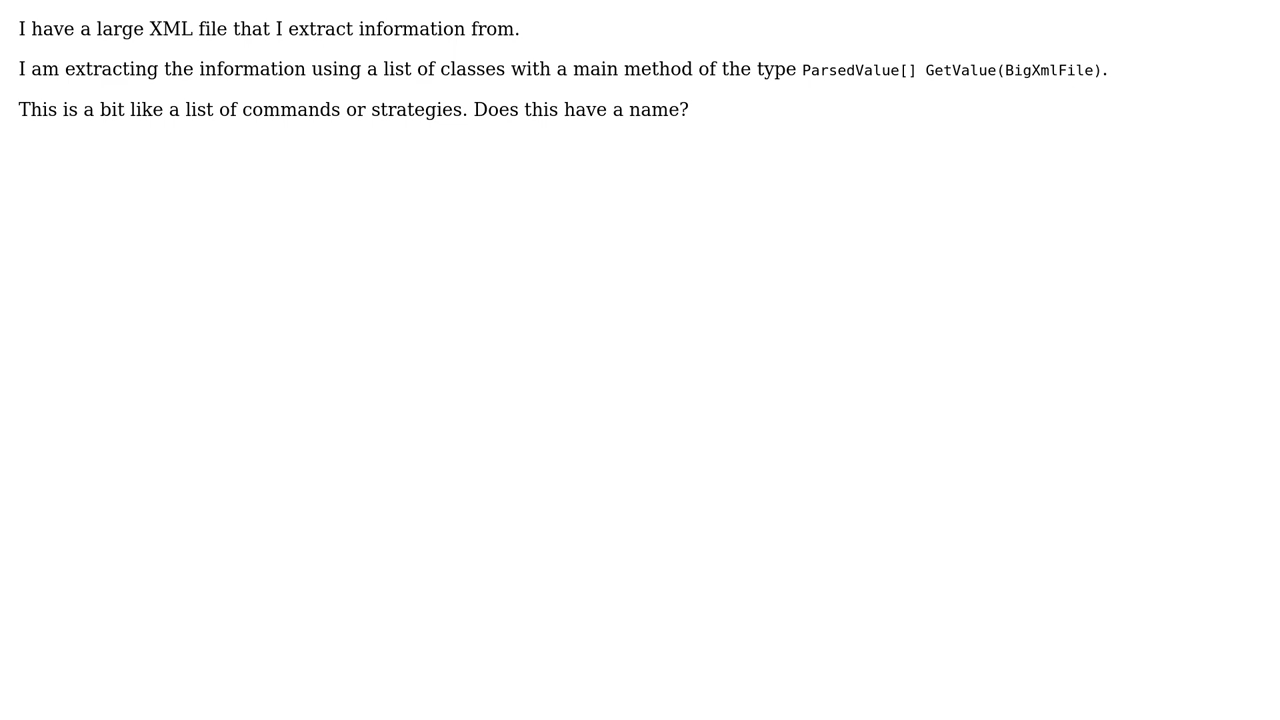 I have a large XML file that I extract information from.
I am extracting the information using a list of classes with a main method of the type ParsedValue[] GetValue(BigXmlFile).
This is a bit like a list of commands or strategies. Does this have a name?